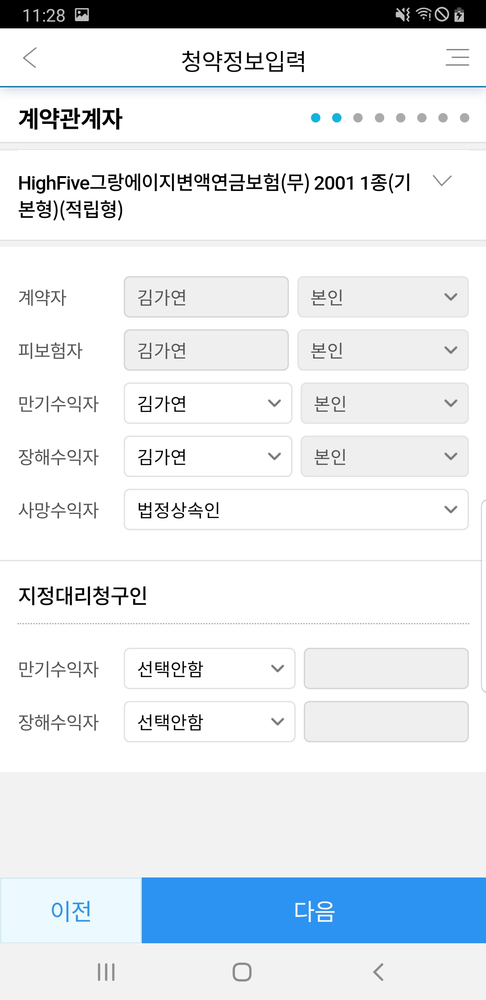 11:28
청약정보입력
계약관계자
HighFive그랑에이지변액연금보험(무) 2001 1종(기
본형)(적립형)
계약자 김가연 본인
피보험자 김가연 본인
만기수익자 김가연 본인
장해수익자 김가연 본인
사망수익자 법정상속인
지정대리청구인
만기수익자 선택안함
장해수익자 선택안함
이전 다음